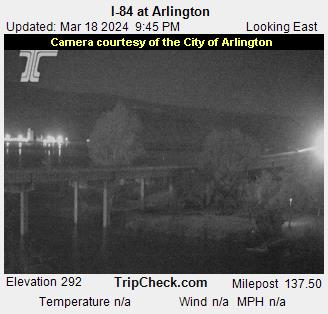 I-84 at Arlington
Updated: Mar 18 2024 9:45 PM Looking East
Camera courtesy of the City of Arlington
Elevation 292 TripCheck.com Milepost 137.50
Temperature n/a Wind n/a MPH n/a